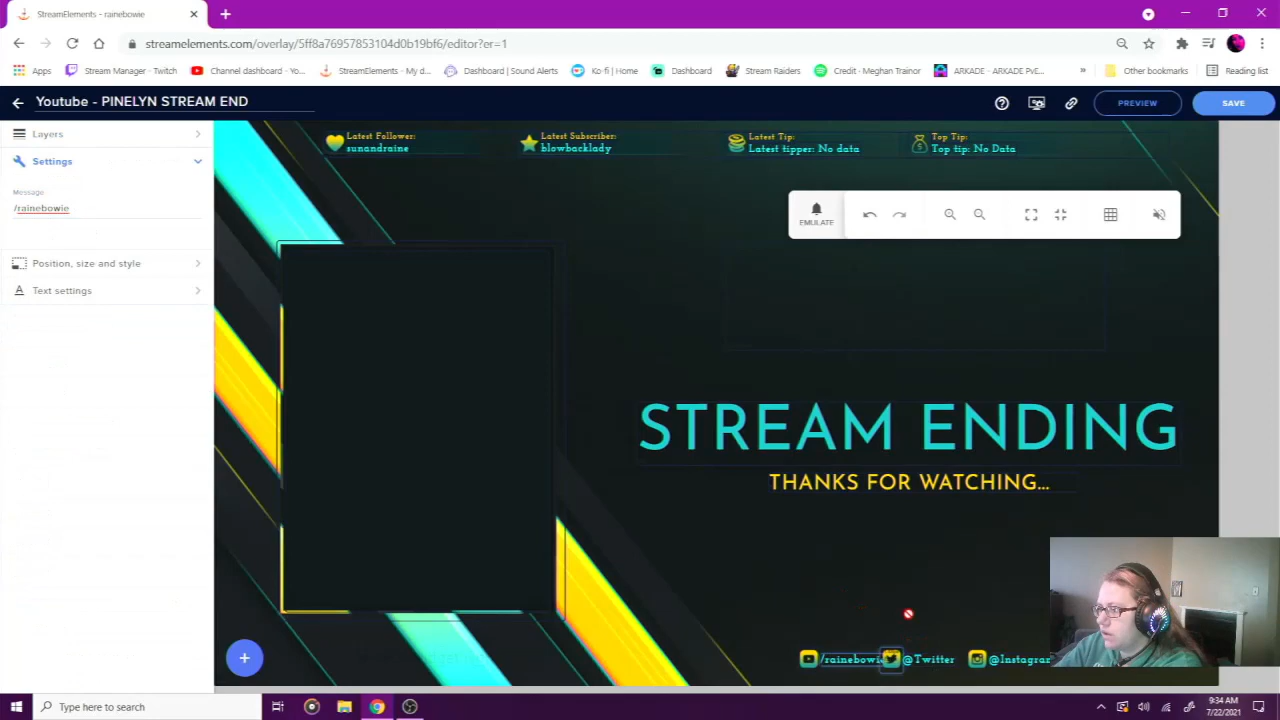 StreamElements - rainebowie
streamelements.com/overlay/5ff8a76957853104d0b19bf6/editor?er=1
Apps Stream Manager - Twitch Channel dashboard - Yo... StreamElements - My d... Dashboard | Sound Alerts Ko-fi | Home Dashboard Stream Raiders Credit - Meghan Trainor ARKADE - ARKADE PvE... » Other bookmarks Reading list
Youtube - PINELYN STREAM END
PREVIEW SAVE
Layers
Settings
Message
/rainebowie
Position, size and style
Text settings
Latest Follower: Latest Subscriber: Latest Tip: Top Tip:
sunandraine blowbacklady Latest tipper: No data Top tip: No Data
EMULATE
STREAM ENDING
THANKS FOR WATCHING...
/rainebowie @Twitter @Instagram
Type here to search
9:34 AM
7/22/2021